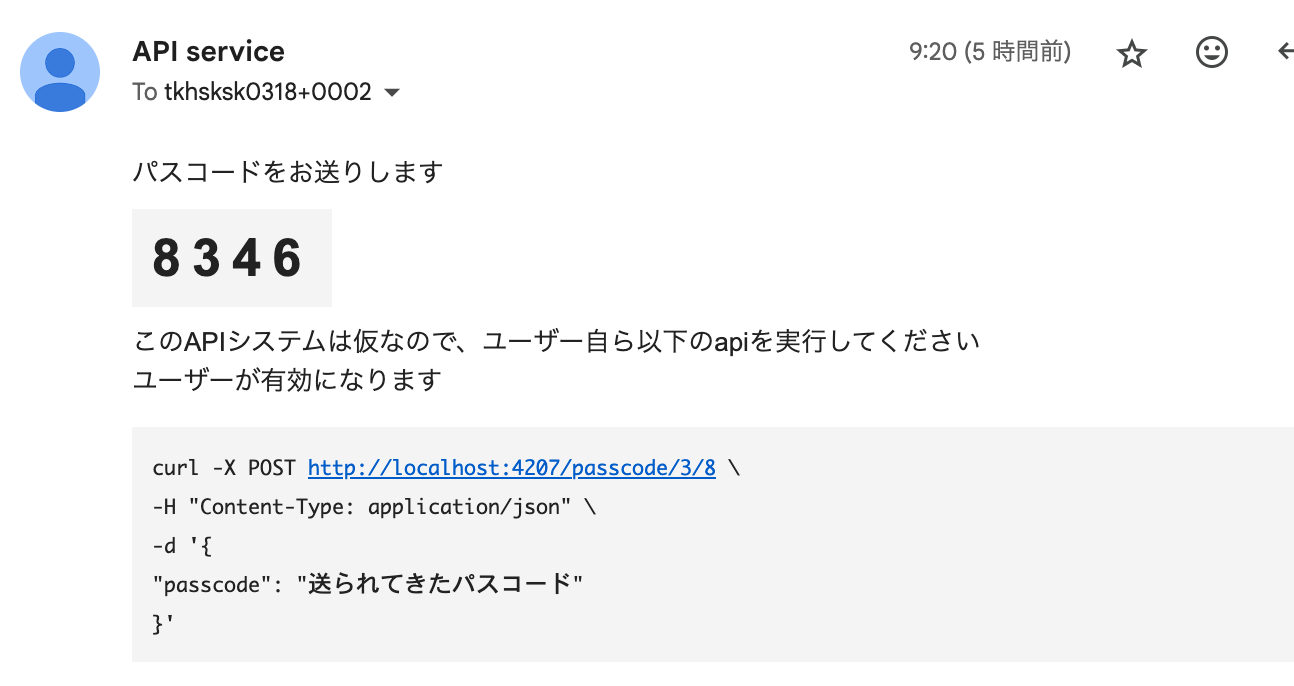 API service
9:20 (5 時間前)
To tkhsksk0318+0002
パスコードをお送りします
8346
このAPIシステムは仮なので、ユーザー自ら以下のapiを実行してください
ユーザーが有効になります
curl -X POST http://localhost:4207/passcode/3/8 \
-H "Content-Type: application/json" \
-d '{
"passcode": "送られてきたパスコード"
}'